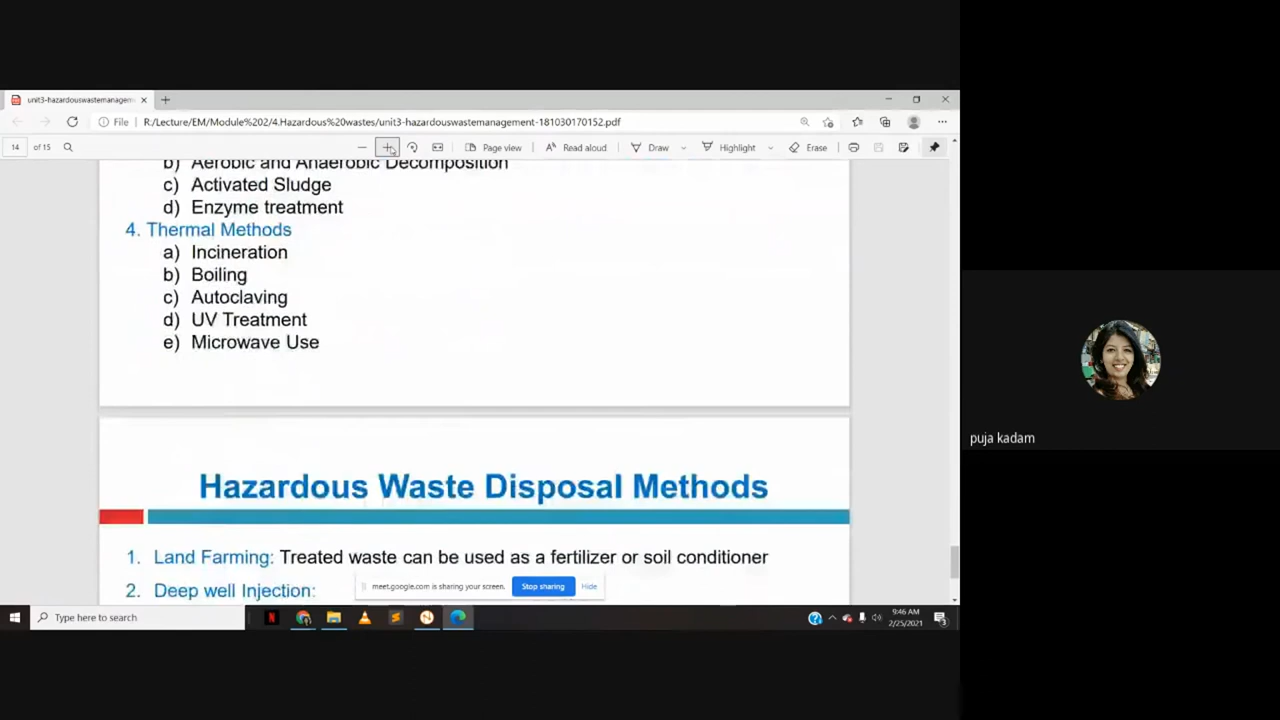 unit3-hazardouswastemanagem
File R:/Lecture/EM/Module%202/4.Hazardous%20wastes/unit3-hazardouswastemanagement-181030170152.pdf
14 of 15 Page view Read aloud Draw Highlight Erase
b) Aerobic and Anaerobic Decomposition
c) Activated Sludge
d) Enzyme treatment
4. Thermal Methods
a) Incineration
b) Boiling
c) Autoclaving
d) UV Treatment
e) Microwave Use
Hazardous Waste Disposal Methods
1. Land Farming: Treated waste can be used as a fertilizer or soil conditioner
2. Deep well Injection:
meet.google.com is sharing your screen. Stop sharing Hide
Type here to search
9:46 AM
2/25/2021
puja kadam